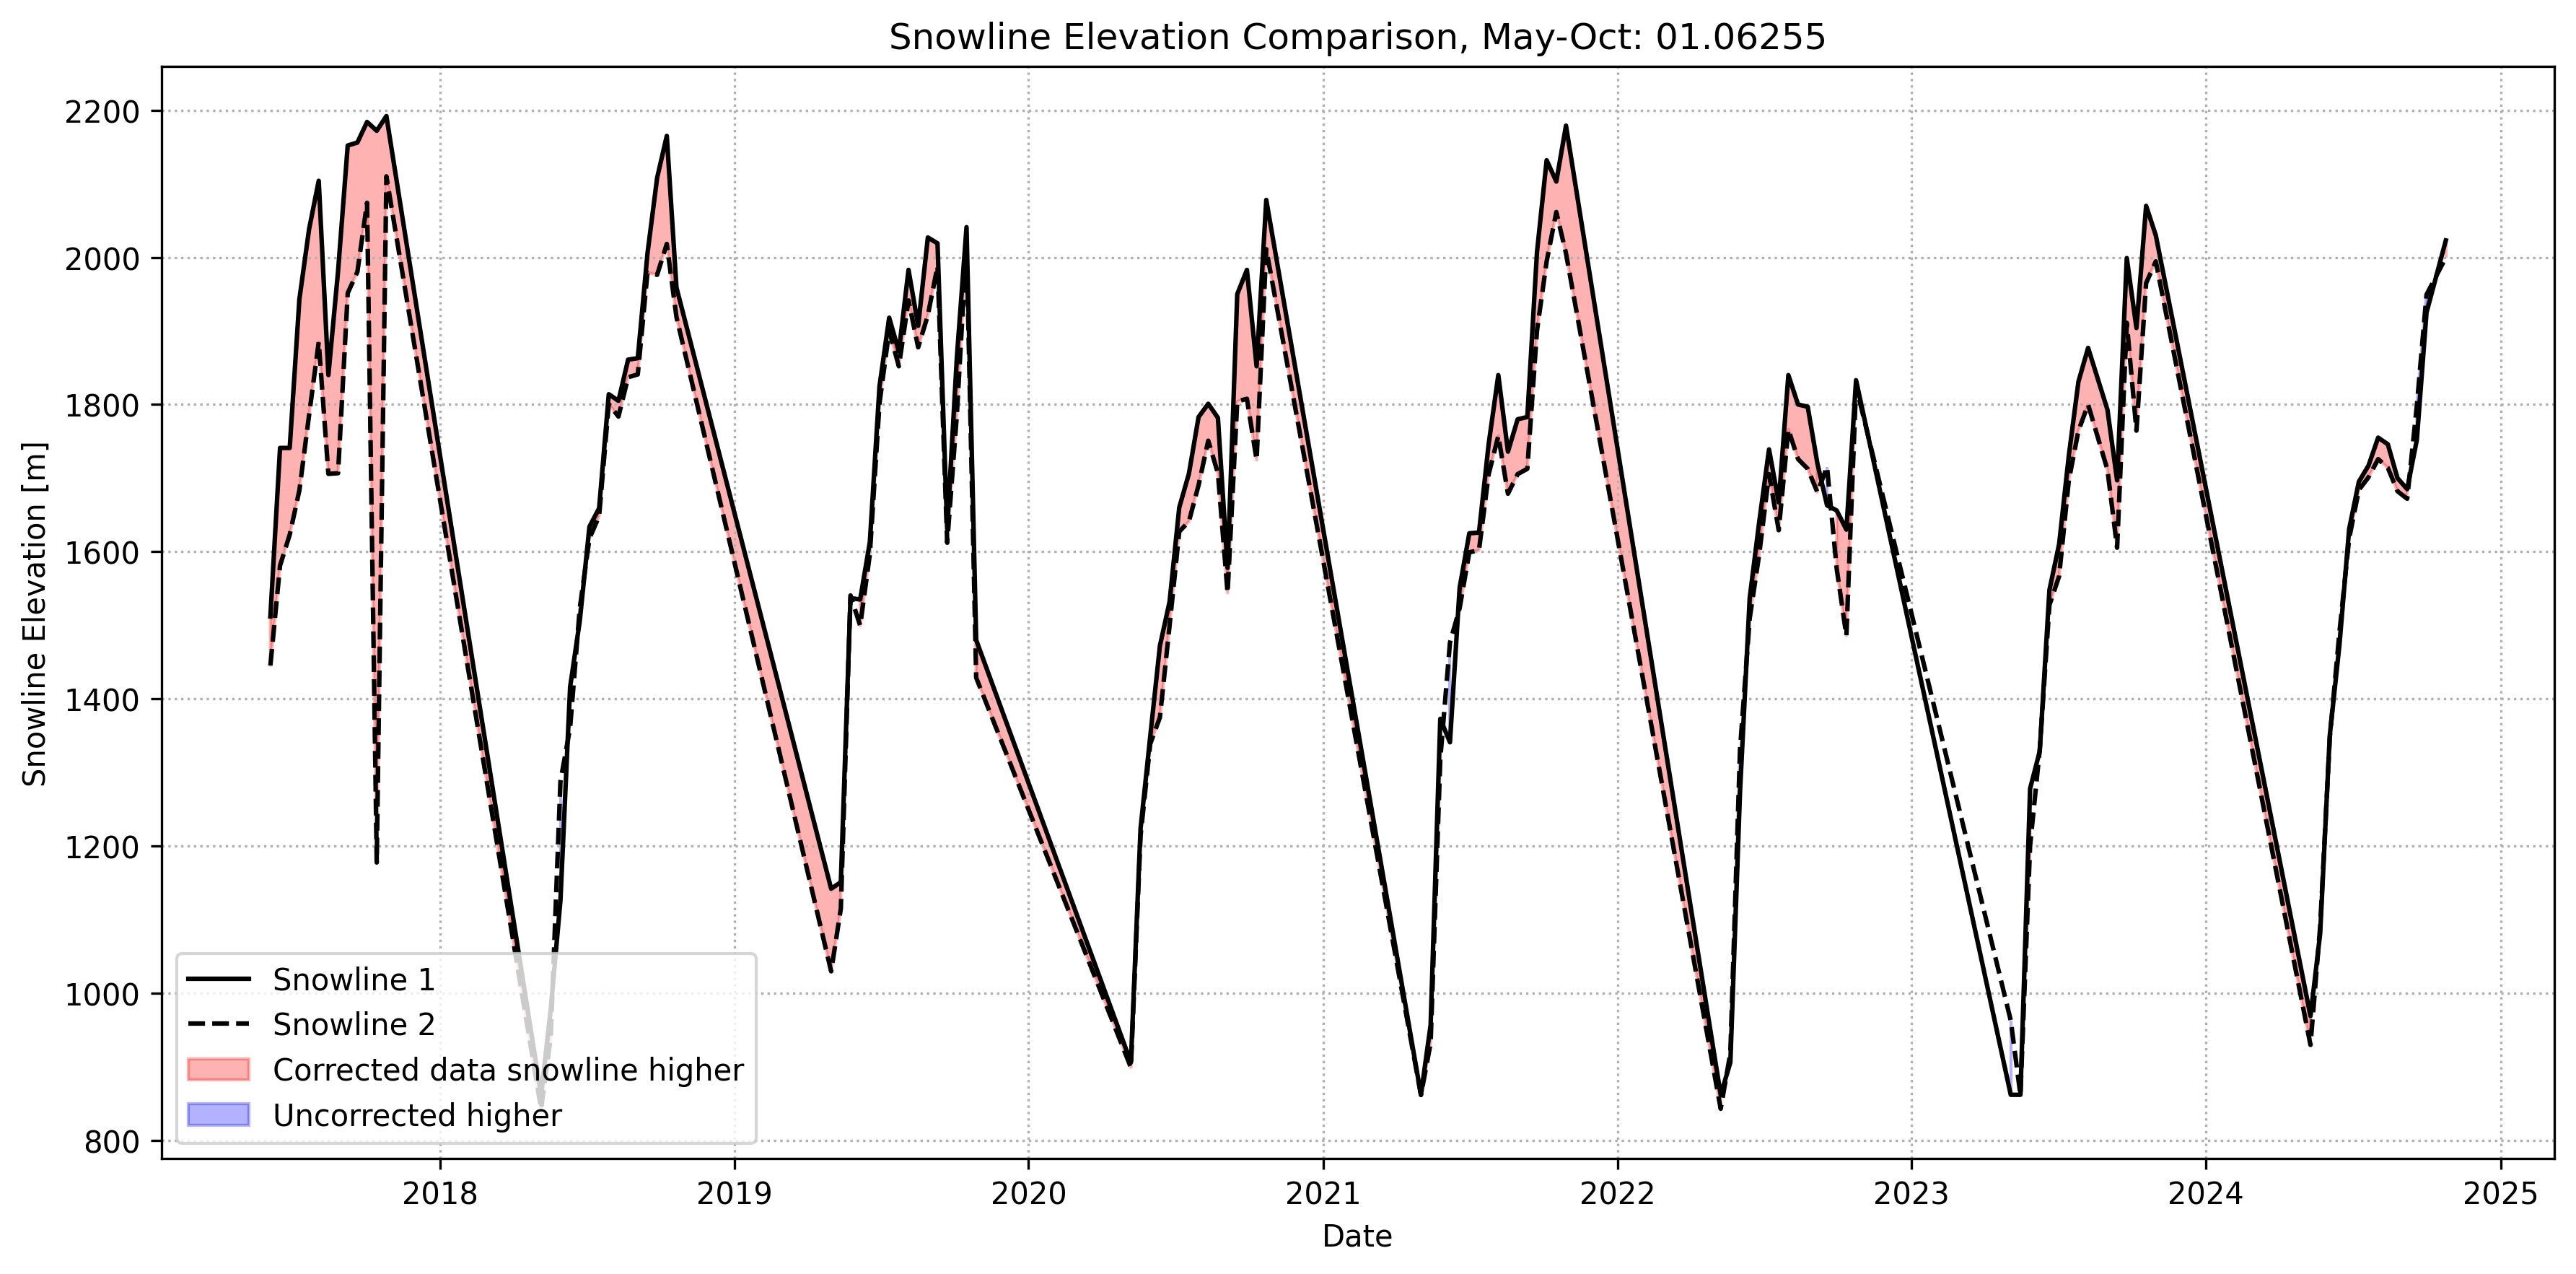 Snowline Elevation Comparison, May-Oct: 01.06255
Snowline Elevation [m]
2200
2000
1800
1600
1400
1200
1000
800
Snowline 1
Snowline 2
Corrected data snowline higher
Uncorrected higher
2018 2019 2020 2021 2022 2023 2024 2025
Date